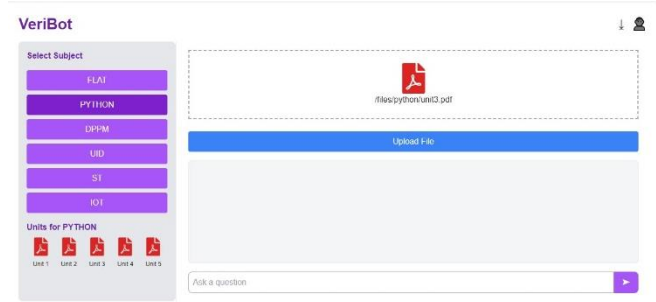 VeriBot
Select Subject
FLAT
PYTHON
DPPM
UID
ST
IOT
Units for PYTHON
Unit 1 Unit 2 Unit 3 Unit 4 Unit 5
/files/python/unit3.pdf
Upload File
Ask a question